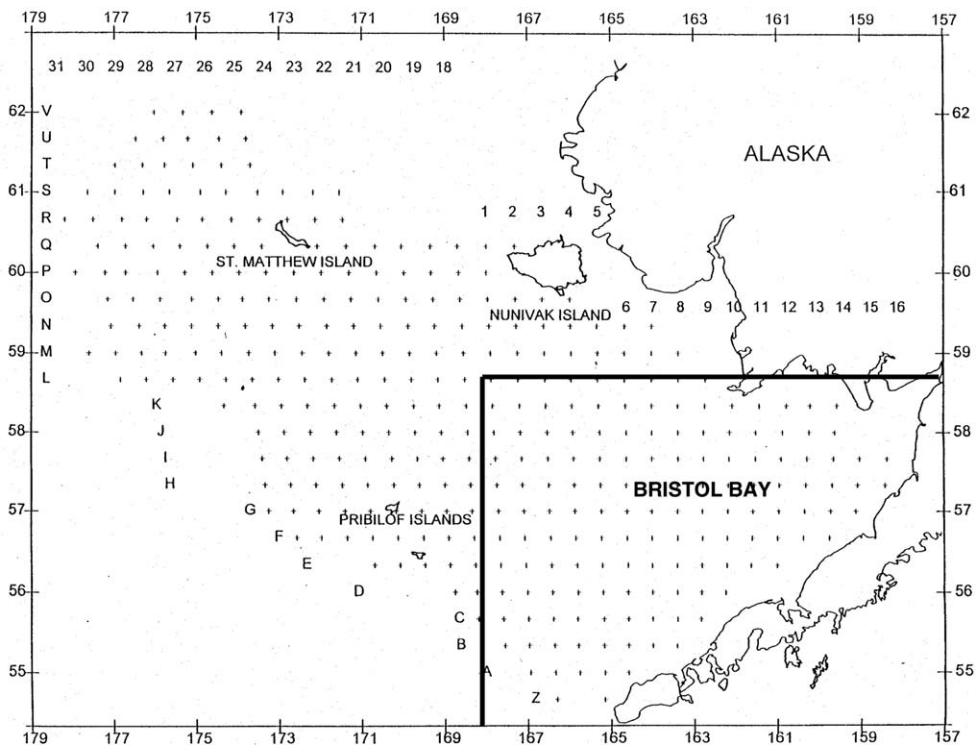 179 177 175 173 171 169 167 165 163 161 159 157
31 30 29 28 27 26 25 24 23 22 21 20 19 18
62 V 62
U
T
ALASKA
61 S 61
R 1 2 3 4 5
Q
ST. MATTHEW ISLAND
60 P 60
O
NUNIVAK ISLAND
6 7 8 9 10 11 12 13 14 15 16
N
59 M 59
L
K
58 J 58
I
H
BRISTOL BAY
57 G 57
PRIBILOF ISLANDS
F
E
56 D 56
C
B
55 A 55
Z
179 177 175 173 171 169 167 165 163 161 159 157